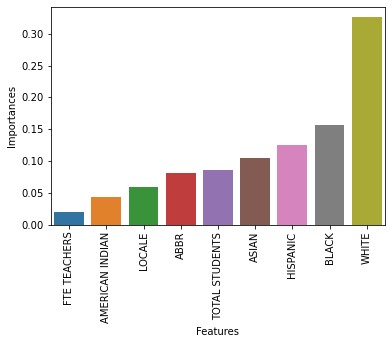 Importances
0.30
0.25
0.20
0.15
0.10
0.05
0.00
FTE TEACHERS
AMERICAN INDIAN
LOCALE
ABBR
TOTAL STUDENTS
ASIAN
HISPANIC
BLACK
WHITE
Features